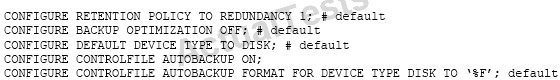 CONFIGURE RETENTION POLICY TO REDUNDANCY 1; # default
CONFIGURE BACKUP OPTIMIZATION OFF; # default
CONFIGURE DEFAULT DEVICE TYPE TO DISK; # default
CONFIGURE CONTROLFILE AUTOBACKUP ON;
CONFIGURE CONTROLFILE AUTOBACKUP FORMAT FOR DEVICE TYPE DISK TO ‘%F’; default
ActualTests